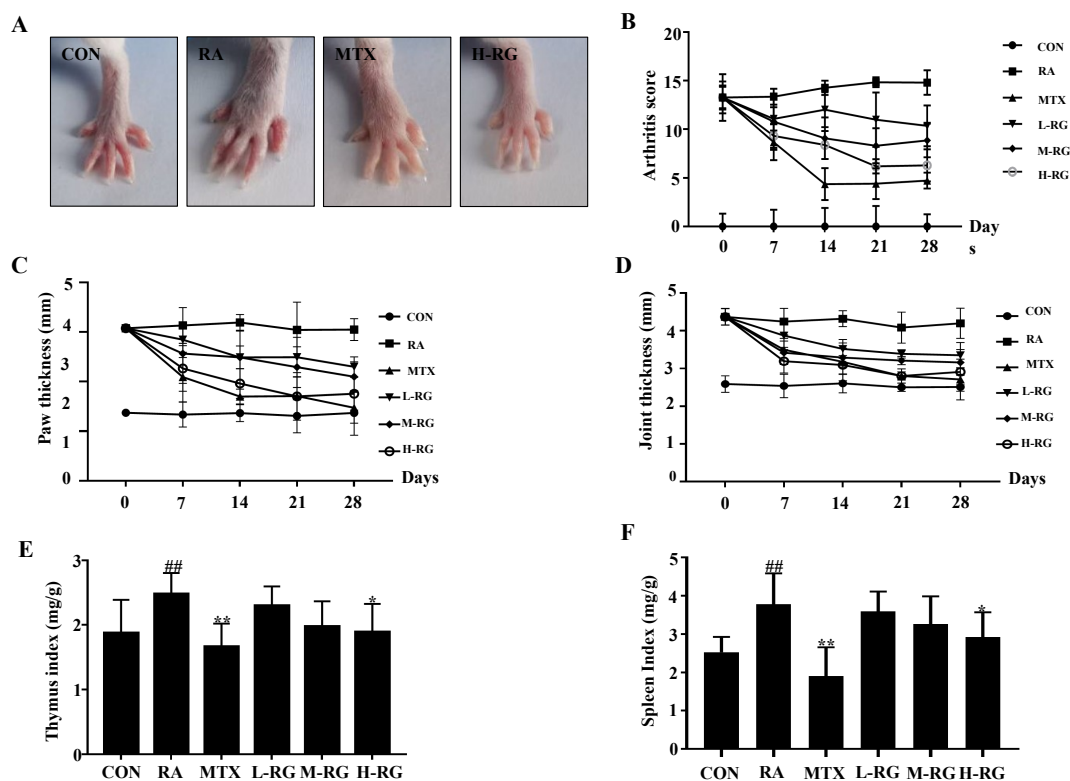 A
CON
RA
MTX
H-RG
B
Arthritis score
20
15
10
5
0
0 7 14 21 28
Day
s
CON
RA
MTX
L-RG
M-RG
H-RG
C
Paw thickness (mm)
5
4
3
2
1
0
0 7 14 21 28
Days
CON
RA
MTX
L-RG
M-RG
H-RG
D
Joint thickness (mm)
5
4
3
2
1
0
0 7 14 21 28
Days
CON
RA
MTX
L-RG
M-RG
H-RG
E
Thymus index (mg/g)
3
2
1
0
##
**
*
CON RA MTX L-RG M-RG H-RG
F
Spleen Index (mg/g)
5
4
3
2
1
0
##
**
*
CON RA MTX L-RG M-RG H-RG